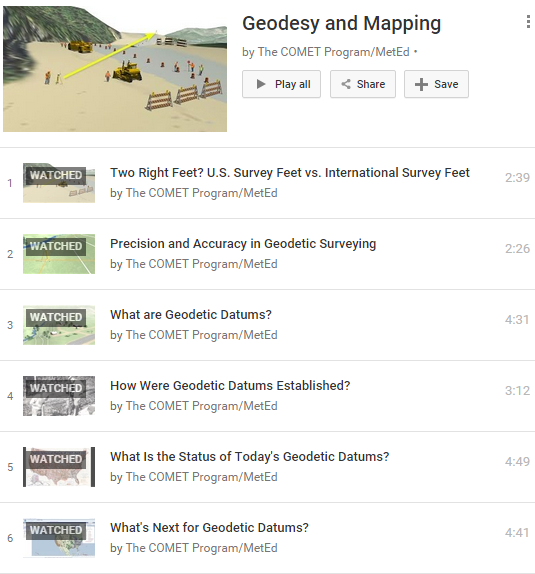 Geodesy and Mapping
by The COMET Program/MetEd •
Play all
Share
Save
1
WATCHED
Two Right Feet? U.S. Survey Feet vs. International Survey Feet
2:39
by The COMET Program/MetEd
2
WATCHED
Precision and Accuracy in Geodetic Surveying
2:26
by The COMET Program/MetEd
3
WATCHED
What are Geodetic Datums?
4:31
by The COMET Program/MetEd
4
WATCHED
How Were Geodetic Datums Established?
3:12
by The COMET Program/MetEd
5
WATCHED
What Is the Status of Today's Geodetic Datums?
4:49
by The COMET Program/MetEd
6
WATCHED
What's Next for Geodetic Datums?
4:41
by The COMET Program/MetEd